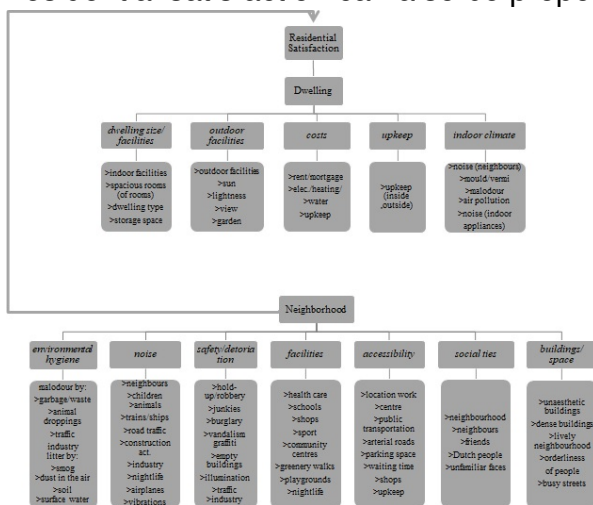 Residential
Satisfaction
Dwelling
dwelling size/
facilities
>indoor facilities
>spacious rooms
(of rooms)
>dwelling type
>storage space
outdoor
facilities
>outdoor facilities
>sun
>lightness
>view
>garden
costs
>rent/mortgage
>elec./heating/
>water
>upkeep
upkeep
>upkeep
(inside
,outside)
indoor climate
>noise (neighbours)
>mould/vermi
>malodour
>air pollution
>noise (indoor
appliances)
Neighborhood
environmental
hygiene
malodour by:
>garbage/waste
>animal
droppings
>traffic
industry
litter by:
>smog
>dust in the air
>soil
>surface water
noise
>neighbours
>children
>animals
>trains/ships
>road traffic
>construction
act.
>industry
>nightlife
>airplanes
>vibrations
safety/detoria
tion
>hold-
up/robbery
>junkies
>burglary
>vandalism
graffiti
>empty
buildings
>illumination
>traffic
>industry
facilities
>health care
>schools
>shops
>sport
>community
centres
>greenery walks
>playgrounds
>nightlife
accessibility
>location work
>centre
>public
transportation
>arterial roads
>parking space
>waiting time
>shops
>upkeep
social ties
>neighbourhood
>neighbours
>friends
>Dutch people
>unfamiliar faces
buildings/
space
>unaesthetic
buildings
>dense buildings
>lively
neighbourhood
>orderliness
of people
>busy streets